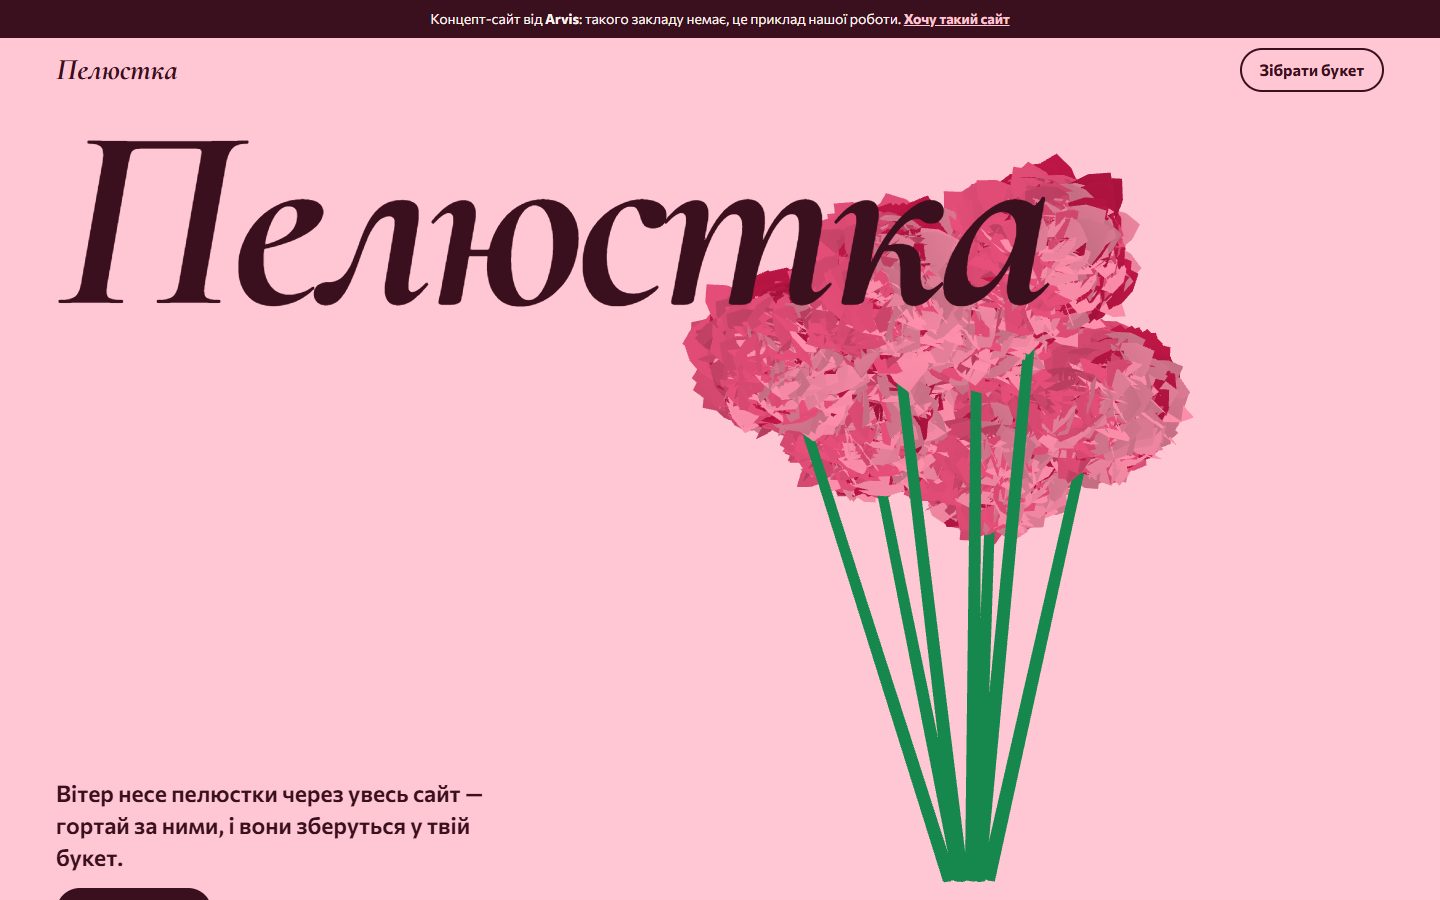 Концепт-сайт від Arvis: такого закладу немає, це приклад нашої роботи. Хочу такий сайт
Пелюстка
Зібрати букет
Пелюстка
Вітер несе пелюстки через увесь сайт —
гортай за ними, і вони зберуться у твій
букет.